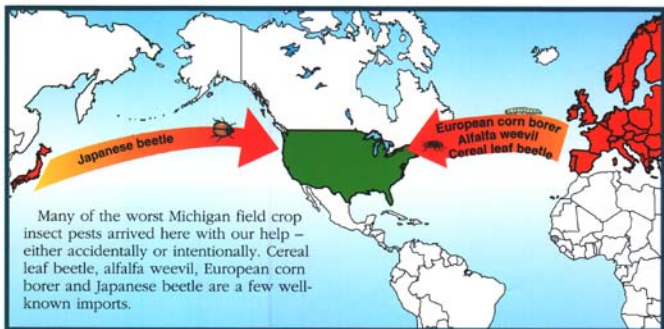 Japanese beetle
European corn borer
Alfalfa weevil
Cereal leaf beetle
Many of the worst Michigan field crop
insect pests arrived here with our help –
either accidentally or intentionally. Cereal
leaf beetle, alfalfa weevil, European corn
borer and Japanese beetle are a few well-
known imports.